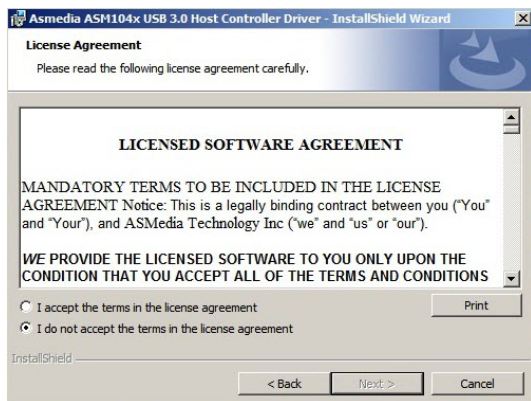 Asmedia ASM104x USB 3.0 Host Controller Driver - InstallShield Wizard
License Agreement
Please read the following license agreement carefully.
LICENSED SOFTWARE AGREEMENT
MANDATORY TERMS TO BE INCLUDED IN THE LICENSE
AGREEMENT Notice: This is a legally binding contract between you ("You"
and "Your"), and ASMedia Technology Inc ("we" and "us" or "our").
WE PROVIDE THE LICENSED SOFTWARE TO YOU ONLY UPON THE
CONDITION THAT YOU ACCEPT ALL OF THE TERMS AND CONDITIONS
I accept the terms in the license agreement
Print
I do not accept the terms in the license agreement
InstallShield
< Back
Next >
Cancel